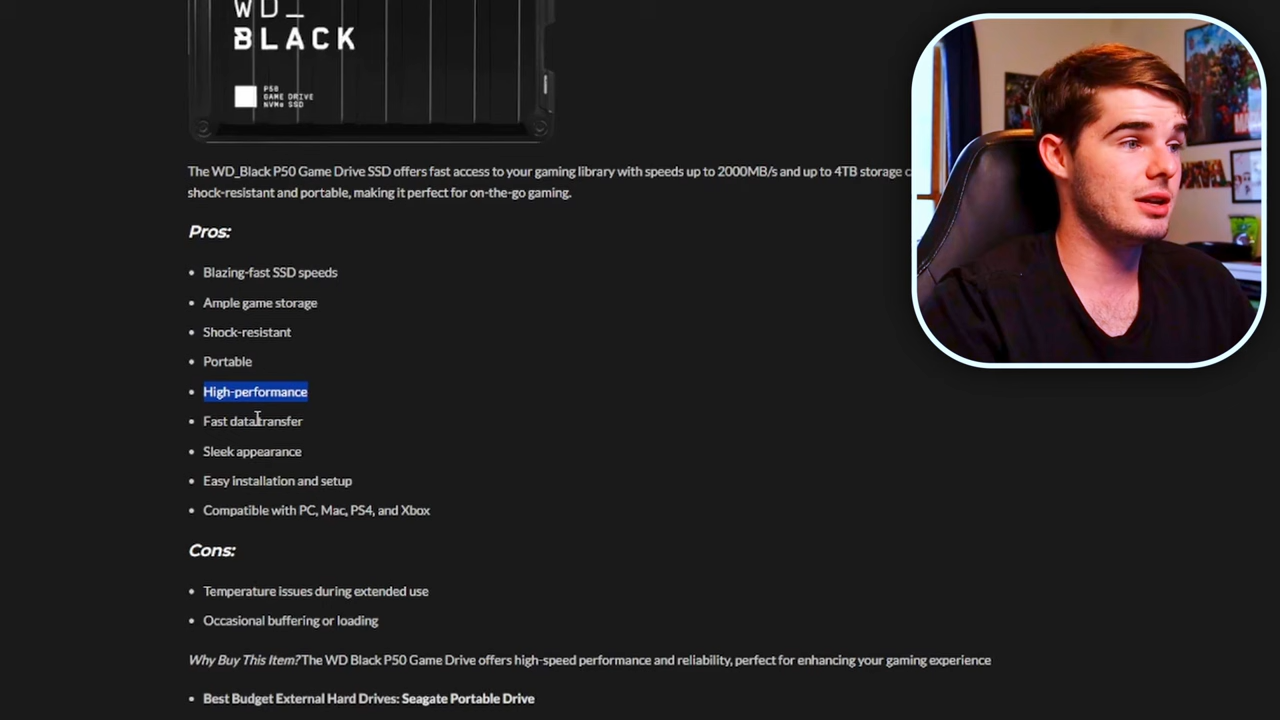 WD_
BLACK
P50
GAME DRIVE
NVMe SSD
The WD_Black P50 Game Drive SSD offers fast access to your gaming library with speeds up to 2000MB/s and up to 4TB storage
shock-resistant and portable, making it perfect for on-the-go gaming.
Pros:
• Blazing-fast SSD speeds
• Ample game storage
• Shock-resistant
• Portable
• High-performance
• Fast data transfer
• Sleek appearance
• Easy installation and setup
• Compatible with PC, Mac, PS4, and Xbox
Cons:
• Temperature issues during extended use
• Occasional buffering or loading
Why Buy This Item? The WD Black P50 Game Drive offers high-speed performance and reliability, perfect for enhancing your gaming experience
• Best Budget External Hard Drives: Seagate Portable Drive